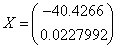 X = ( -40.4266
0.0227992 )